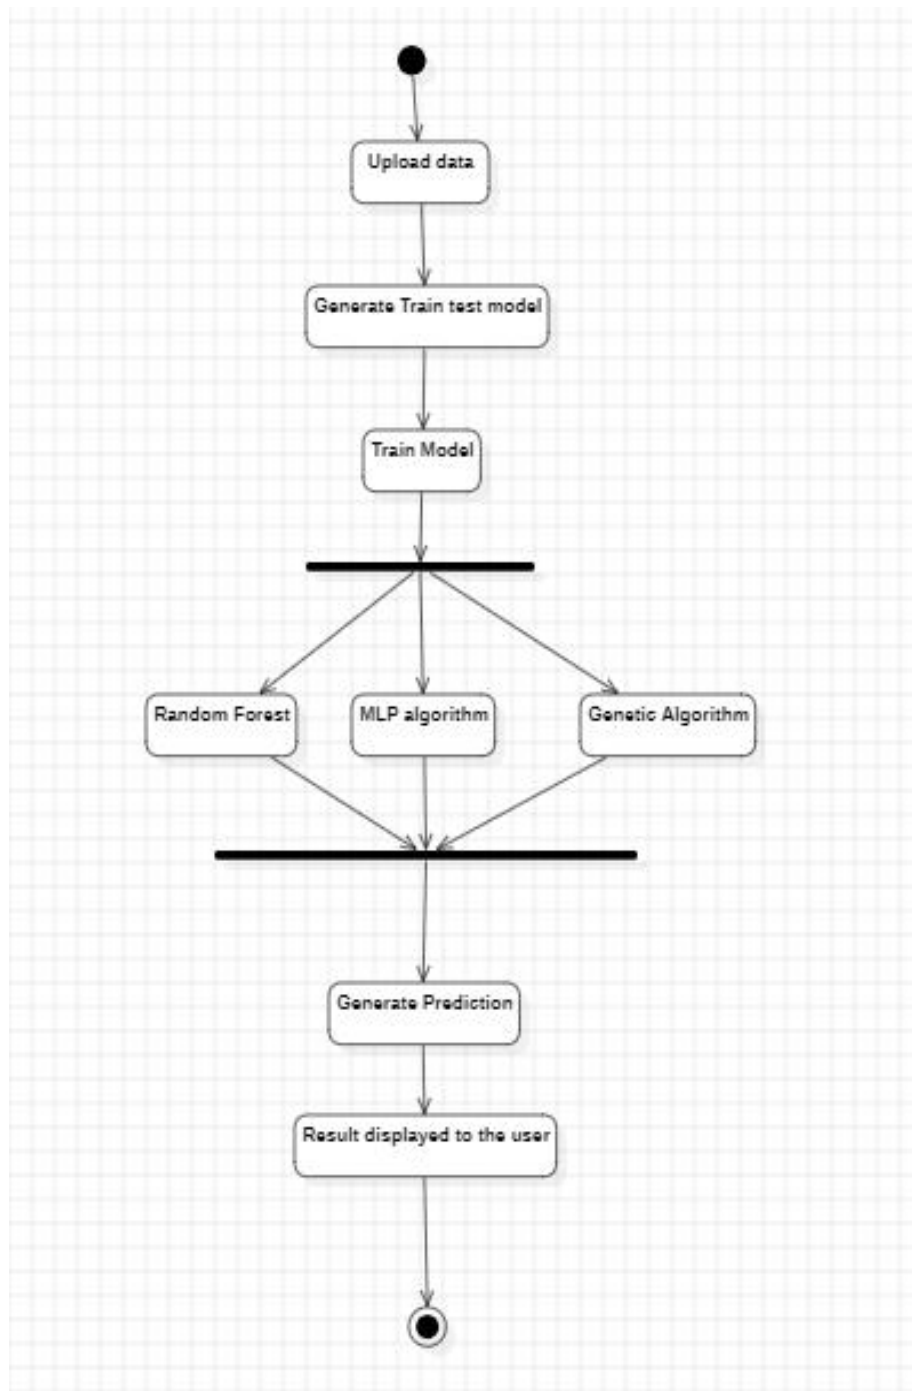 Upload data
Generate Train test model
Train Model
Random Forest
MLP algorithm
Genetic Algorithm
Generate Prediction
Result displayed to the user